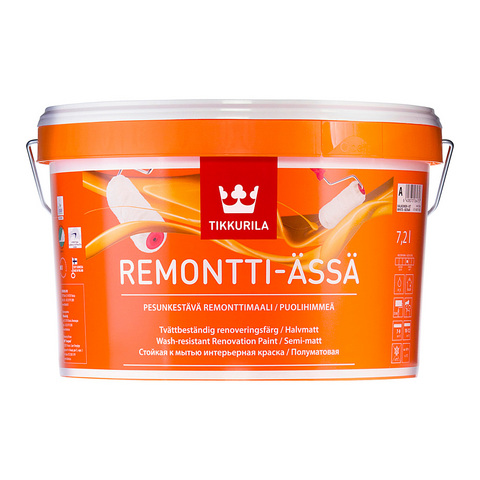 TIKKURILA
REMONTTI-ÄSSÄ
PESUNKESTÄVÄ REMONTTIMAALI / PUOLIHIMMEÄ
Tvättbeständig renoveringsfärg / Halvmatt
Wash-resistant Renovation Paint / Semi-matt
Стойкая к мытью интерьерная краска / Полуматовая
A
7,2 l